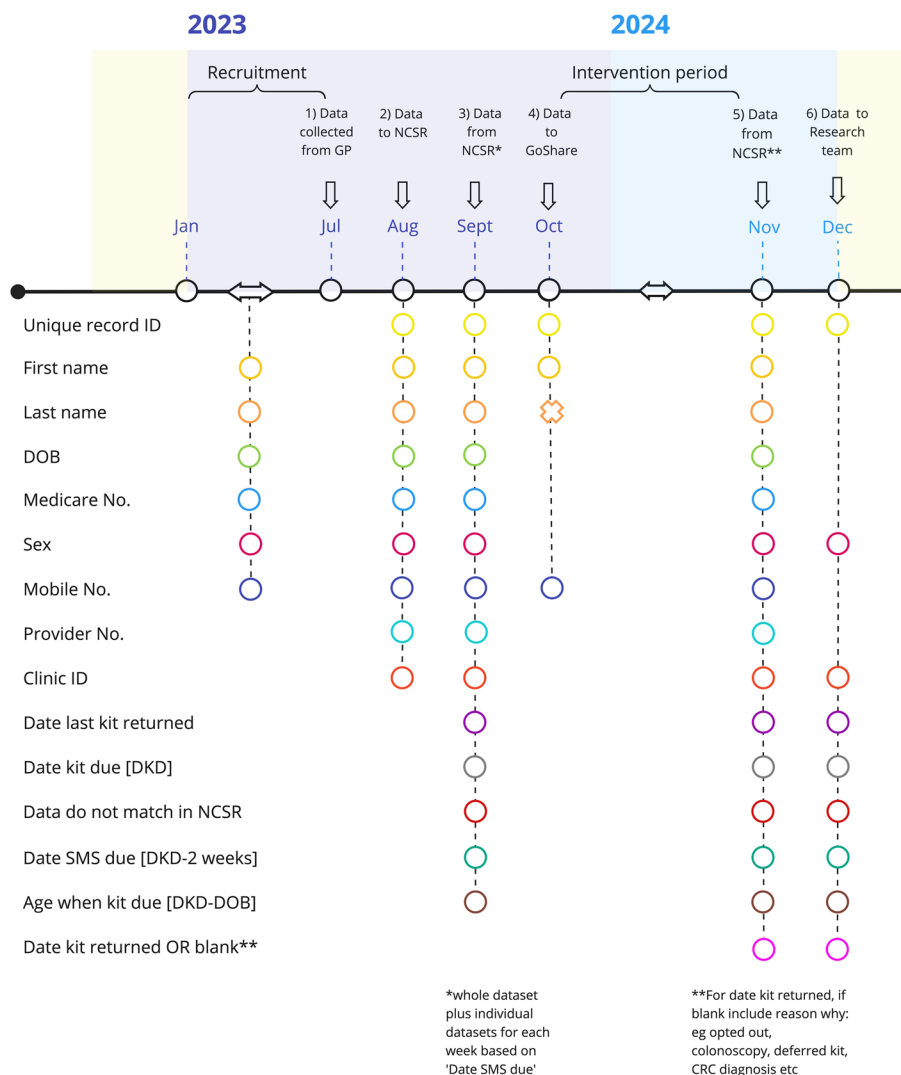 2023
2024
Recruitment
Intervention period
1) Data
collected
from GP
2) Data
to NCSR
3) Data
from
NCSR*
4) Data
to
GoShare
5) Data
from
NCSR**
6) Data to
Research
team
Jan
Jul
Aug
Sept
Oct
Nov
Dec
Unique record ID
First name
Last name
DOB
Medicare No.
Sex
Mobile No.
Provider No.
Clinic ID
Date last kit returned
Date kit due [DKD]
Data do not match in NCSR
Date SMS due [DKD-2 weeks]
Age when kit due [DKD-DOB]
Date kit returned OR blank**
*whole dataset
plus individual
datasets for each
week based on
'Date SMS due'
**For date kit returned, if
blank include reason why:
eg opted out,
colonoscopy, deferred kit,
CRC diagnosis etc